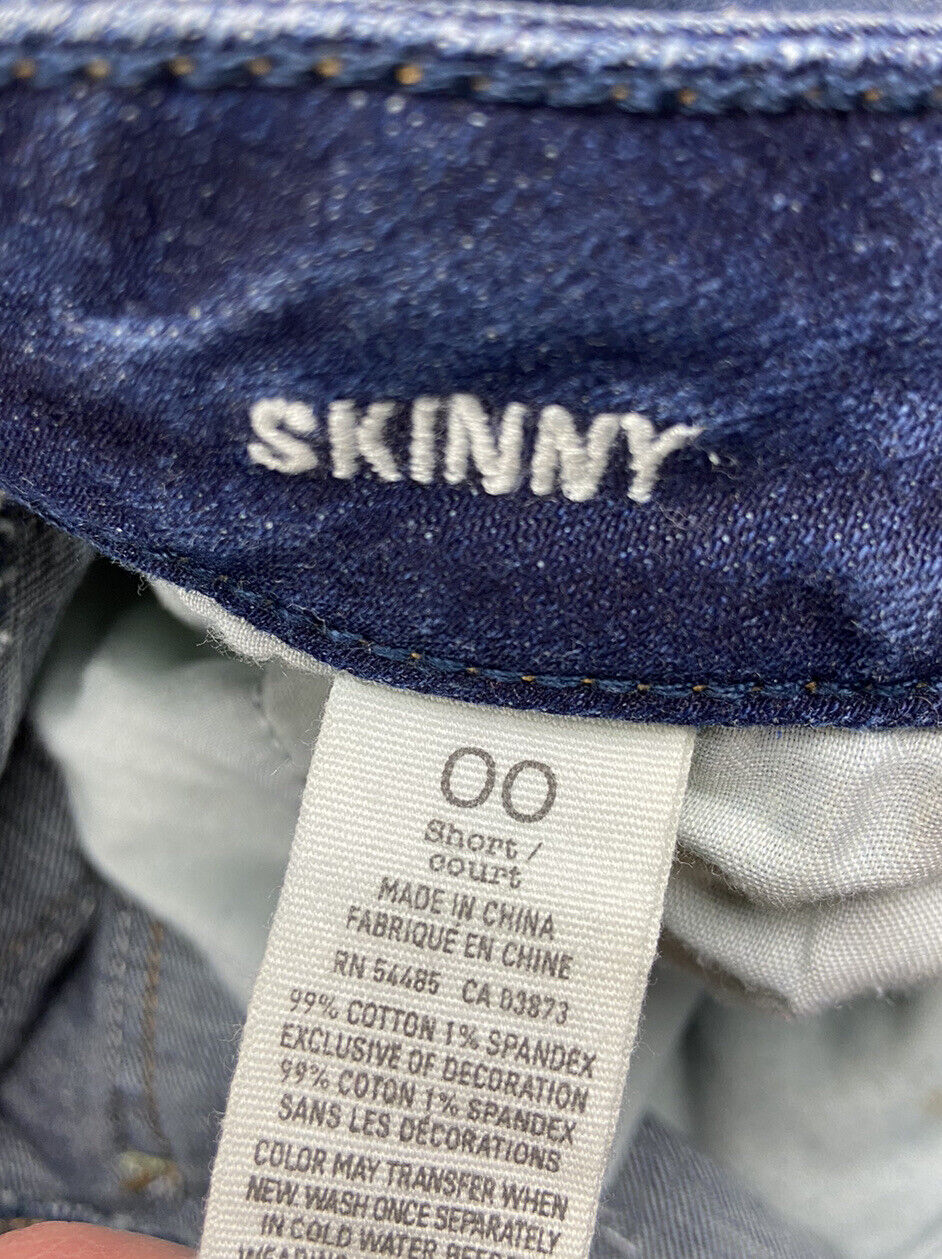 SKINNY
00
Short/
court
MADE IN CHINA
FABRIQUÉ EN CHINE
RN 54485 CA 03873
99% COTTON 1% SPANDEX
EXCLUSIVE OF DECORATION
99% COTON 1% SPANDEX
SANS LES DÉCORATIONS
COLOR MAY TRANSFER WHEN
NEW WASH ONCE SEPARATELY
IN COLD WATER